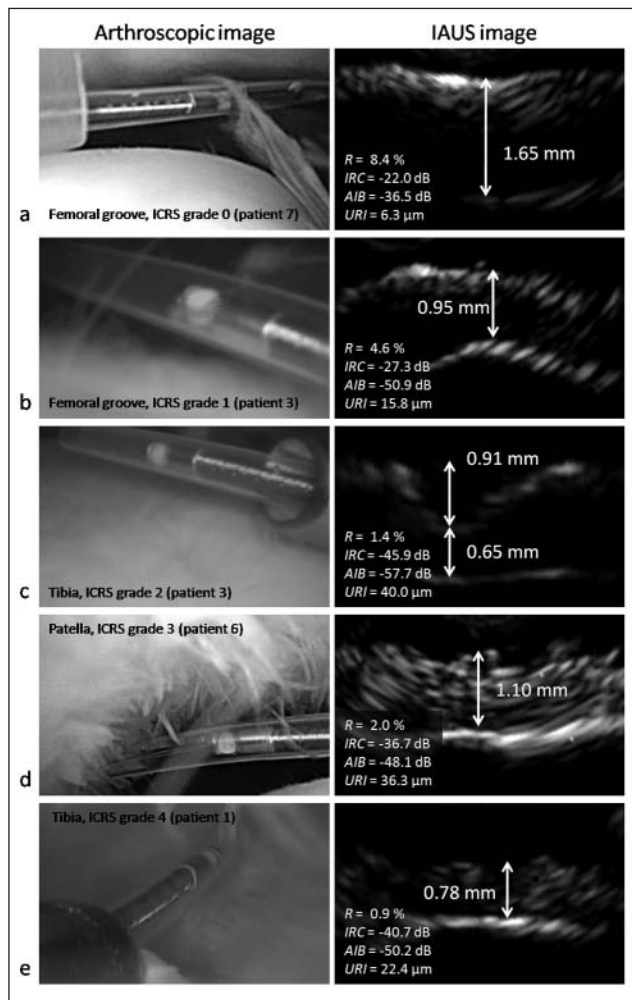 Arthroscopic image
IAUS image
1.65 mm
R = 8.4 %
IRC = -22.0 dB
AIB = -36.5 dB
URI = 6.3 µm
a
Femoral groove, ICRS grade 0 (patient 7)
0.95 mm
R = 4.6 %
IRC = -27.3 dB
AIB = -50.9 dB
URI = 15.8 µm
b
Femoral groove, ICRS grade 1 (patient 3)
0.91 mm
0.65 mm
R = 1.4 %
IRC = -45.9 dB
AIB = -57.7 dB
URI = 40.0 µm
c
Tibia, ICRS grade 2 (patient 3)
Patella, ICRS grade 3 (patient 6)
1.10 mm
R = 2.0 %
IRC = -36.7 dB
AIB = -48.1 dB
URI = 36.3 µm
d
Tibia, ICRS grade 4 (patient 1)
0.78 mm
R = 0.9 %
IRC = -40.7 dB
AIB = -50.2 dB
URI = 22.4 µm
e